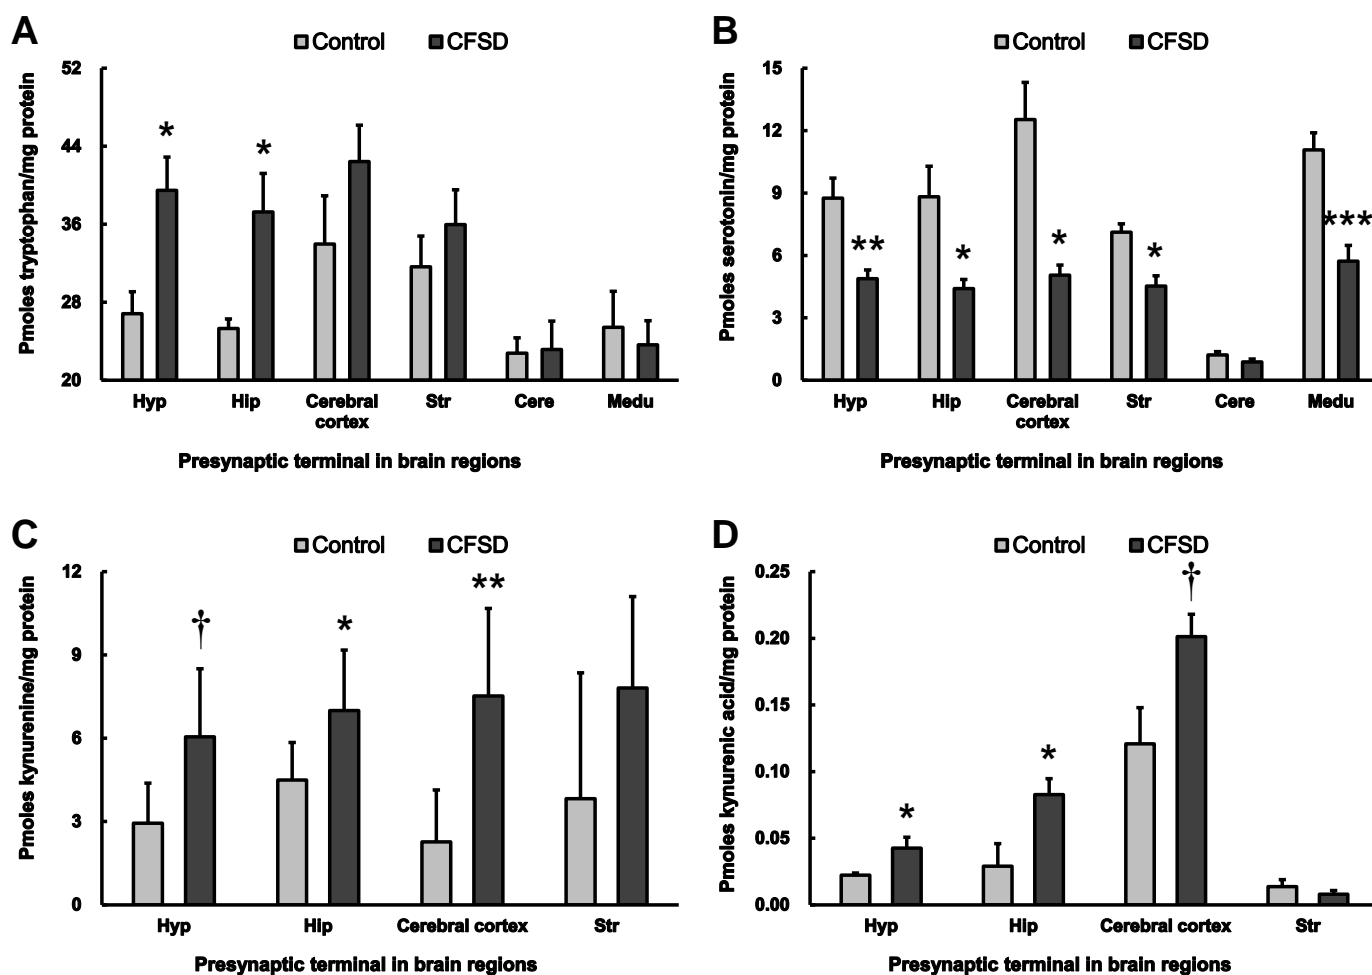 A
Control CFSD
Pmoles tryptophan/mg protein
52
44
36
28
20
* *
Hyp Hip Cerebral cortex Str Cere Medu
Presynaptic terminal in brain regions
B
Control CFSD
Pmoles serotonin/mg protein
15
12
9
6
3
0
** * * * ***
Hyp Hip Cerebral cortex Str Cere Medu
Presynaptic terminal in brain regions
C
Control CFSD
Pmoles kynurenine/mg protein
12
9
6
3
0
† * **
Hyp Hip Cerebral cortex Str
Presynaptic terminal in brain regions
D
Control CFSD
Pmoles kynurenic acid/mg protein
0.25
0.20
0.15
0.10
0.05
0.00
* * †
Hyp Hip Cerebral cortex Str
Presynaptic terminal in brain regions